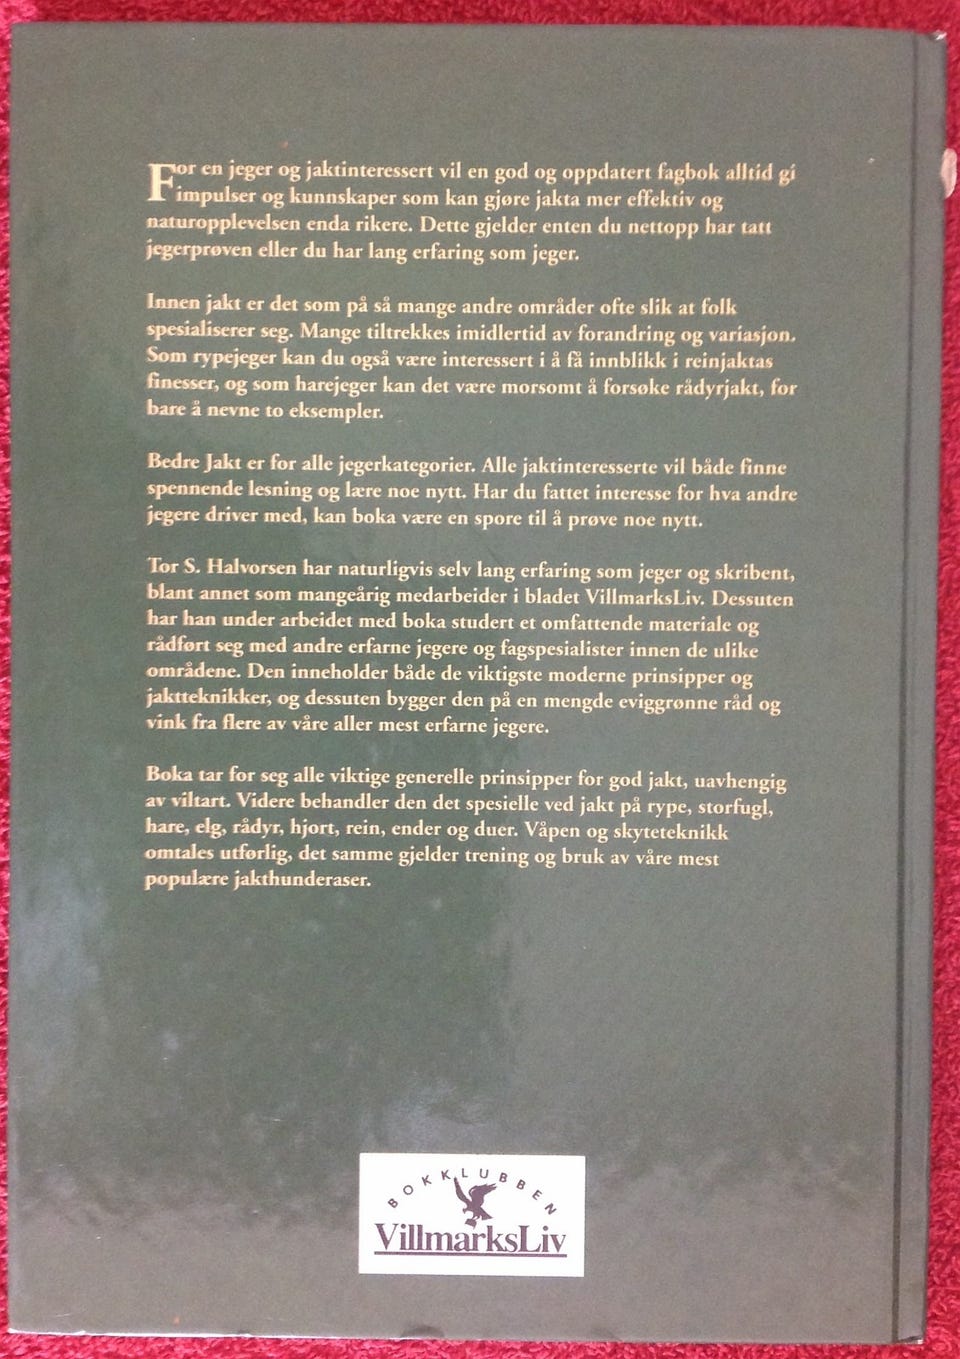 For en jeger og jaktinteressert vil en god og oppdatert fagbok alltid gi
impulser og kunnskaper som kan gjøre jakta mer effektiv og
naturopplevelsen enda rikere. Dette gjelder enten du nettopp har tatt
jegerprøven eller du har lang erfaring som jeger.
Innen jakt er det som på så mange andre områder ofte slik at folk
spesialiserer seg. Mange tiltrekkes imidlertid av forandring og variasjon.
Som rypejeger kan du også være interessert i å få innblikk i reinjaktas
finesser, og som harejeger kan det være morsomt å forsøke rådyrjakt, for
bare å nevne to eksempler.
Bedre Jakt er for alle jegerkategorier. Alle jaktinteresserte vil både finne
spennende lesning og lære noe nytt. Har du fattet interesse for hva andre
jegere driver med, kan boka være en spore til å prøve noe nytt.
Tor S. Halvorsen har naturligvis selv lang erfaring som jeger og skribent,
blant annet som mangeårig medarbeider i bladet VillmarksLiv. Dessuten
har han under arbeidet med boka studert et omfattende materiale og
rådført seg med andre erfarne jegere og fagspesialister innen de ulike
områdene. Den inneholder både de viktigste moderne prinsipper og
jaktteknikker, og dessuten bygger den på en mengde eviggrønne råd og
vink fra flere av våre aller mest erfarne jegere.
Boka tar for seg alle viktige generelle prinsipper for god jakt, uavhengig
av viltart. Videre behandler den det spesielle ved jakt på rype, storfugl,
hare, elg, rådyr, hjort, rein, ender og duer. Våpen og skyteteknikk
omtales utførlig, det samme gjelder trening og bruk av våre mest
populære jakthunderaser.
BOKKLUBBEN
VillmarksLiv